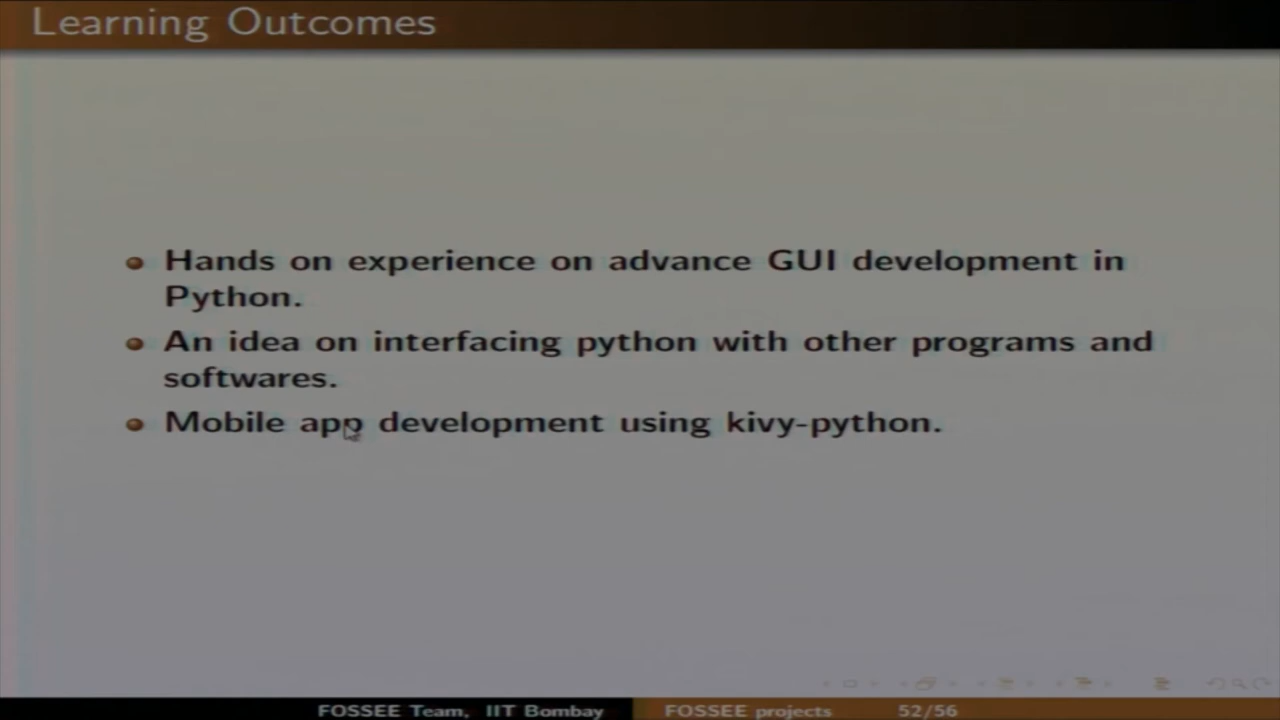 Learning Outcomes
Hands on experience on advance GUI development in
Python.
An idea on interfacing python with other programs and
softwares.
Mobile app development using kivy-python.
FOSSEE Team, IIT Bombay FOSSEE projects 52/56